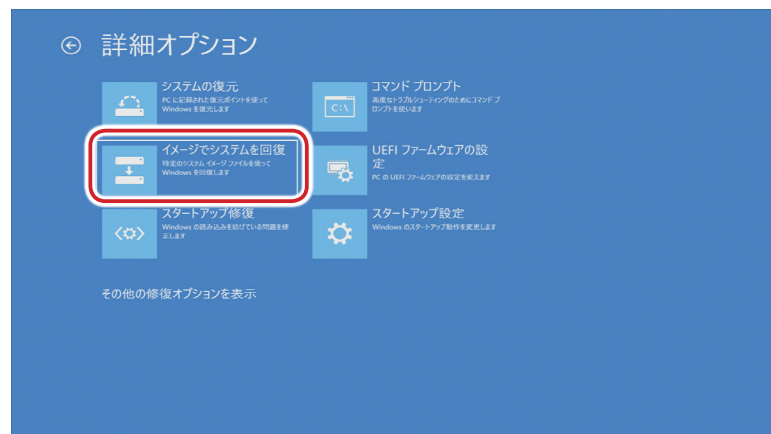 詳細オプション
システムの復元
PC に記録された復元ポイントを使って
Windows を復元します
コマンド プロンプト
高度なトラブルシューティングのためにコマンド プ
ロンプトを使います
C:\
イメージでシステムを回復
特定のシステム イメージ ファイルを使って
Windows を回復します
UEFI ファームウェアの設
定
PC の UEFI ファームウェアの設定を変えます
スタートアップ修復
Windows の読み込みを妨げている問題を修
正します
スタートアップ設定
Windows のスタートアップ動作を変更します
その他の修復オプションを表示